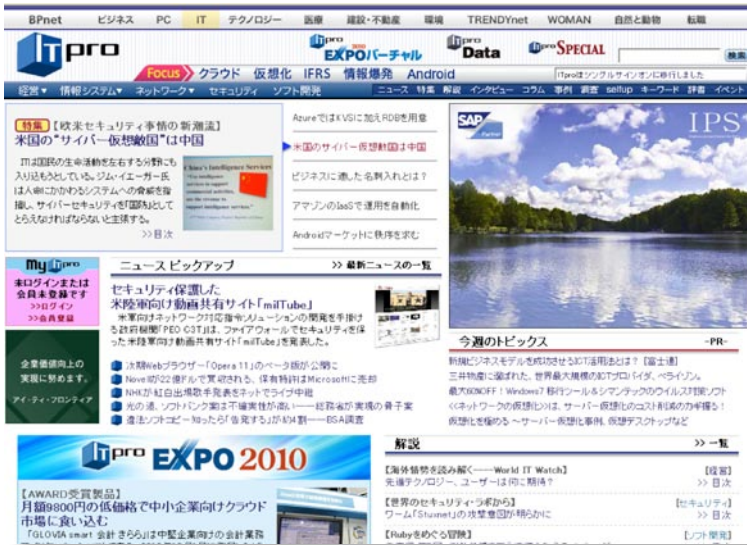 BPnet ビジネス PC IT テクノロジー 医療 建設・不動産 環境 TRENDYnet WOMAN 自然と動物 転職
ITpro
ITpro EXPO 2010 バーチャル
ITpro Data
ITpro SPECIAL
検索
Focus クラウド 仮想化 IFRS 情報爆発 Android
ITproはシングルサインオンに移行しました
経営▼ 情報システム▼ ネットワーク▼ セキュリティ ソフト開発
ニュース 特集 解説 インタビュー コラム 事例 調査 selfup キーワード 辞書 イベント
特集【欧米セキュリティ事情の新潮流】
米国の“サイバー仮想敵国”は中国
ITは国民の生命活動を左右する分野にも
入り込もうとしている。ジム・イエーガー氏
は人命にかかわるシステムへの脅威を指
摘し、サイバーセキュリティを「国防」として
とらえなければならないと主張する。
>>目次
China's Intelligence Services
AzureではKVSに加えRDBを用意
米国のサイバー仮想敵国は中国
ビジネスに適した名刺入れとは?
アマゾンのIaaSで運用を自動化
Androidマーケットに秩序を求む
SAP
Partner
IPS
My ITpro
未ログインまたは
会員未登録です
>>ログイン
>>会員登録
企業価値向上の
実現に努めます。
アイ・ティ・フロンティア
ニュース ピックアップ >> 最新ニュースの一覧
セキュリティ保護した
米陸軍向け動画共有サイト「milTube」
米軍向けネットワーク対応指令ソリューションの開発を手掛け
る政府機関「PEO C3T」は、ファイアウォールでセキュリティを保
った米陸軍向け動画共有サイト「milTube」を発表した。
次期Webブラウザー「Opera 11」のベータ版が公開に
Novellが22億ドルで買収される、保有特許はMicrosoftに売却
NHKが紅白出場歌手発表をネットでライブ中継
光の道、ソフトバンク案は不確実性が高い――総務省が実現の骨子案
違法ソフトコピー知ったら「告発する」が約4割――BSA調査
今週のトピックス -PR-
新規ビジネスモデルを成功させるICT活用法とは?【富士通】
三井物産に選ばれた、世界最大規模のICTプロバイダ、ベライゾン。
最大60%OFF!Windows7 移行ツール&シマンテックのウイルス対策ソフト
<<ネットワークの仮想化>>は、サーバー仮想化のコスト削減のカギ握る!
仮想化を極める ～サーバー仮想化事例、仮想デスクトップなど
ITpro EXPO 2010
【AWARD受賞製品】
月額9800円の低価格で中小企業向けクラウド
市場に食い込む
「GLOVIA smart 会計 きらら」は中堅企業向けの会計業務
解説 >> 一覧
【海外情勢を読み解く――World IT Watch】 [経営]
先進テクノロジー、ユーザーは何に期待? >> 目次
【世界のセキュリティ・ラボから】 [セキュリティ]
ワーム「Stuxnet」の攻撃意図が明らかに >> 目次
【Rubyをめぐる冒険】 [ソフト開発]